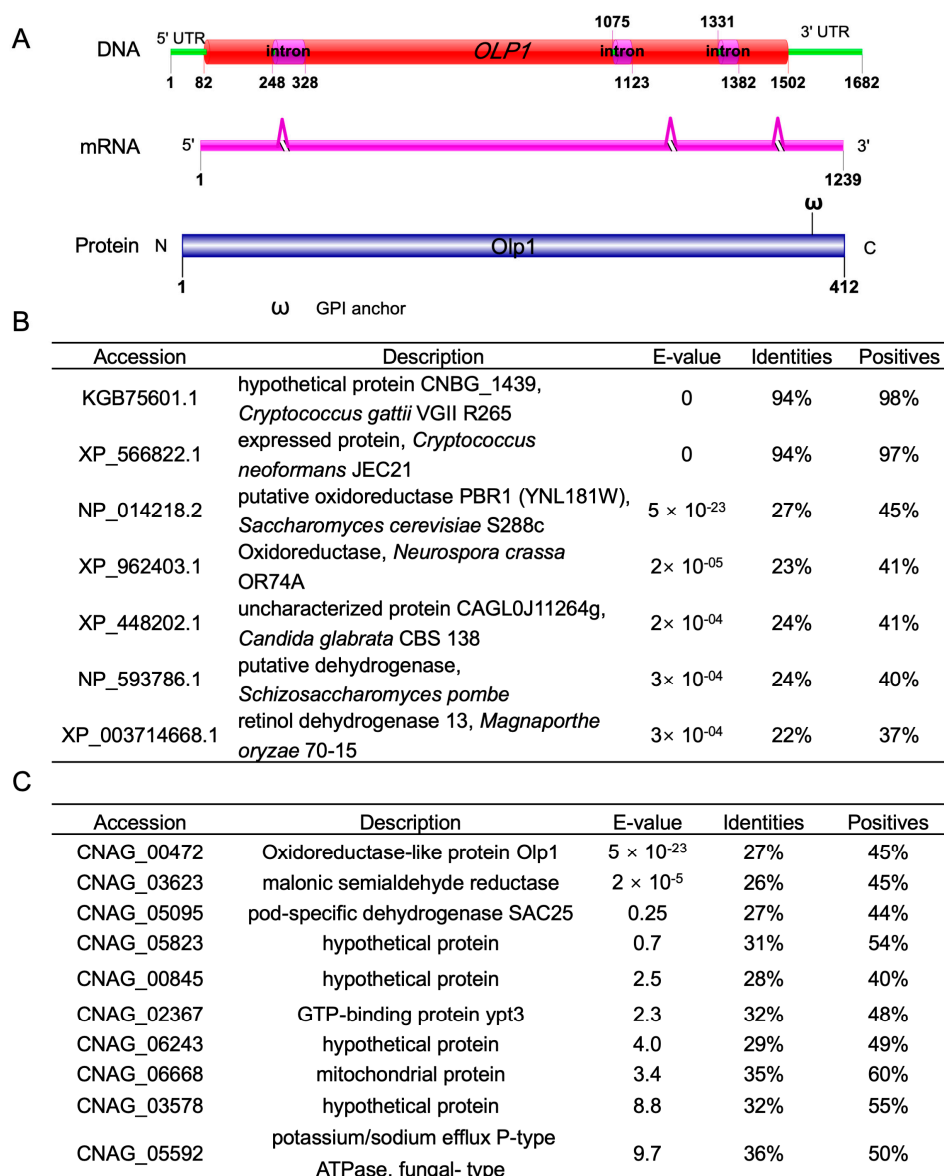 A
DNA
5' UTR
intron
OLP1
1075
intron
1331
intron
3' UTR
1
82
248 328
1123
1382
1502
1682
mRNA
5'
3'
1
1239
ω
Protein N
Olp1
C
1
412
ω GPI anchor
B
Accession Description E-value Identities Positives
KGB75601.1 hypothetical protein CNBG_1439, 0 94% 98%
Cryptococcus gattii VGII R265
XP_566822.1 expressed protein, Cryptococcus 0 94% 97%
neoformans JEC21
NP_014218.2 putative oxidoreductase PBR1 (YNL181W), 5 × 10-23 27% 45%
Saccharomyces cerevisiae S288c
XP_962403.1 Oxidoreductase, Neurospora crassa 2× 10-05 23% 41%
OR74A
XP_448202.1 uncharacterized protein CAGL0J11264g, 2× 10-04 24% 41%
Candida glabrata CBS 138
NP_593786.1 putative dehydrogenase, 3× 10-04 24% 40%
Schizosaccharomyces pombe
XP_003714668.1 retinol dehydrogenase 13, Magnaporthe 3× 10-04 22% 37%
oryzae 70-15
C
Accession Description E-value Identities Positives
CNAG_00472 Oxidoreductase-like protein Olp1 5 × 10-23 27% 45%
CNAG_03623 malonic semialdehyde reductase 2 × 10-5 26% 45%
CNAG_05095 pod-specific dehydrogenase SAC25 0.25 27% 44%
CNAG_05823 hypothetical protein 0.7 31% 54%
CNAG_00845 hypothetical protein 2.5 28% 40%
CNAG_02367 GTP-binding protein ypt3 2.3 32% 48%
CNAG_06243 hypothetical protein 4.0 29% 49%
CNAG_06668 mitochondrial protein 3.4 35% 60%
CNAG_03578 hypothetical protein 8.8 32% 55%
CNAG_05592 potassium/sodium efflux P-type 9.7 36% 50%
ATPase, fungal- type